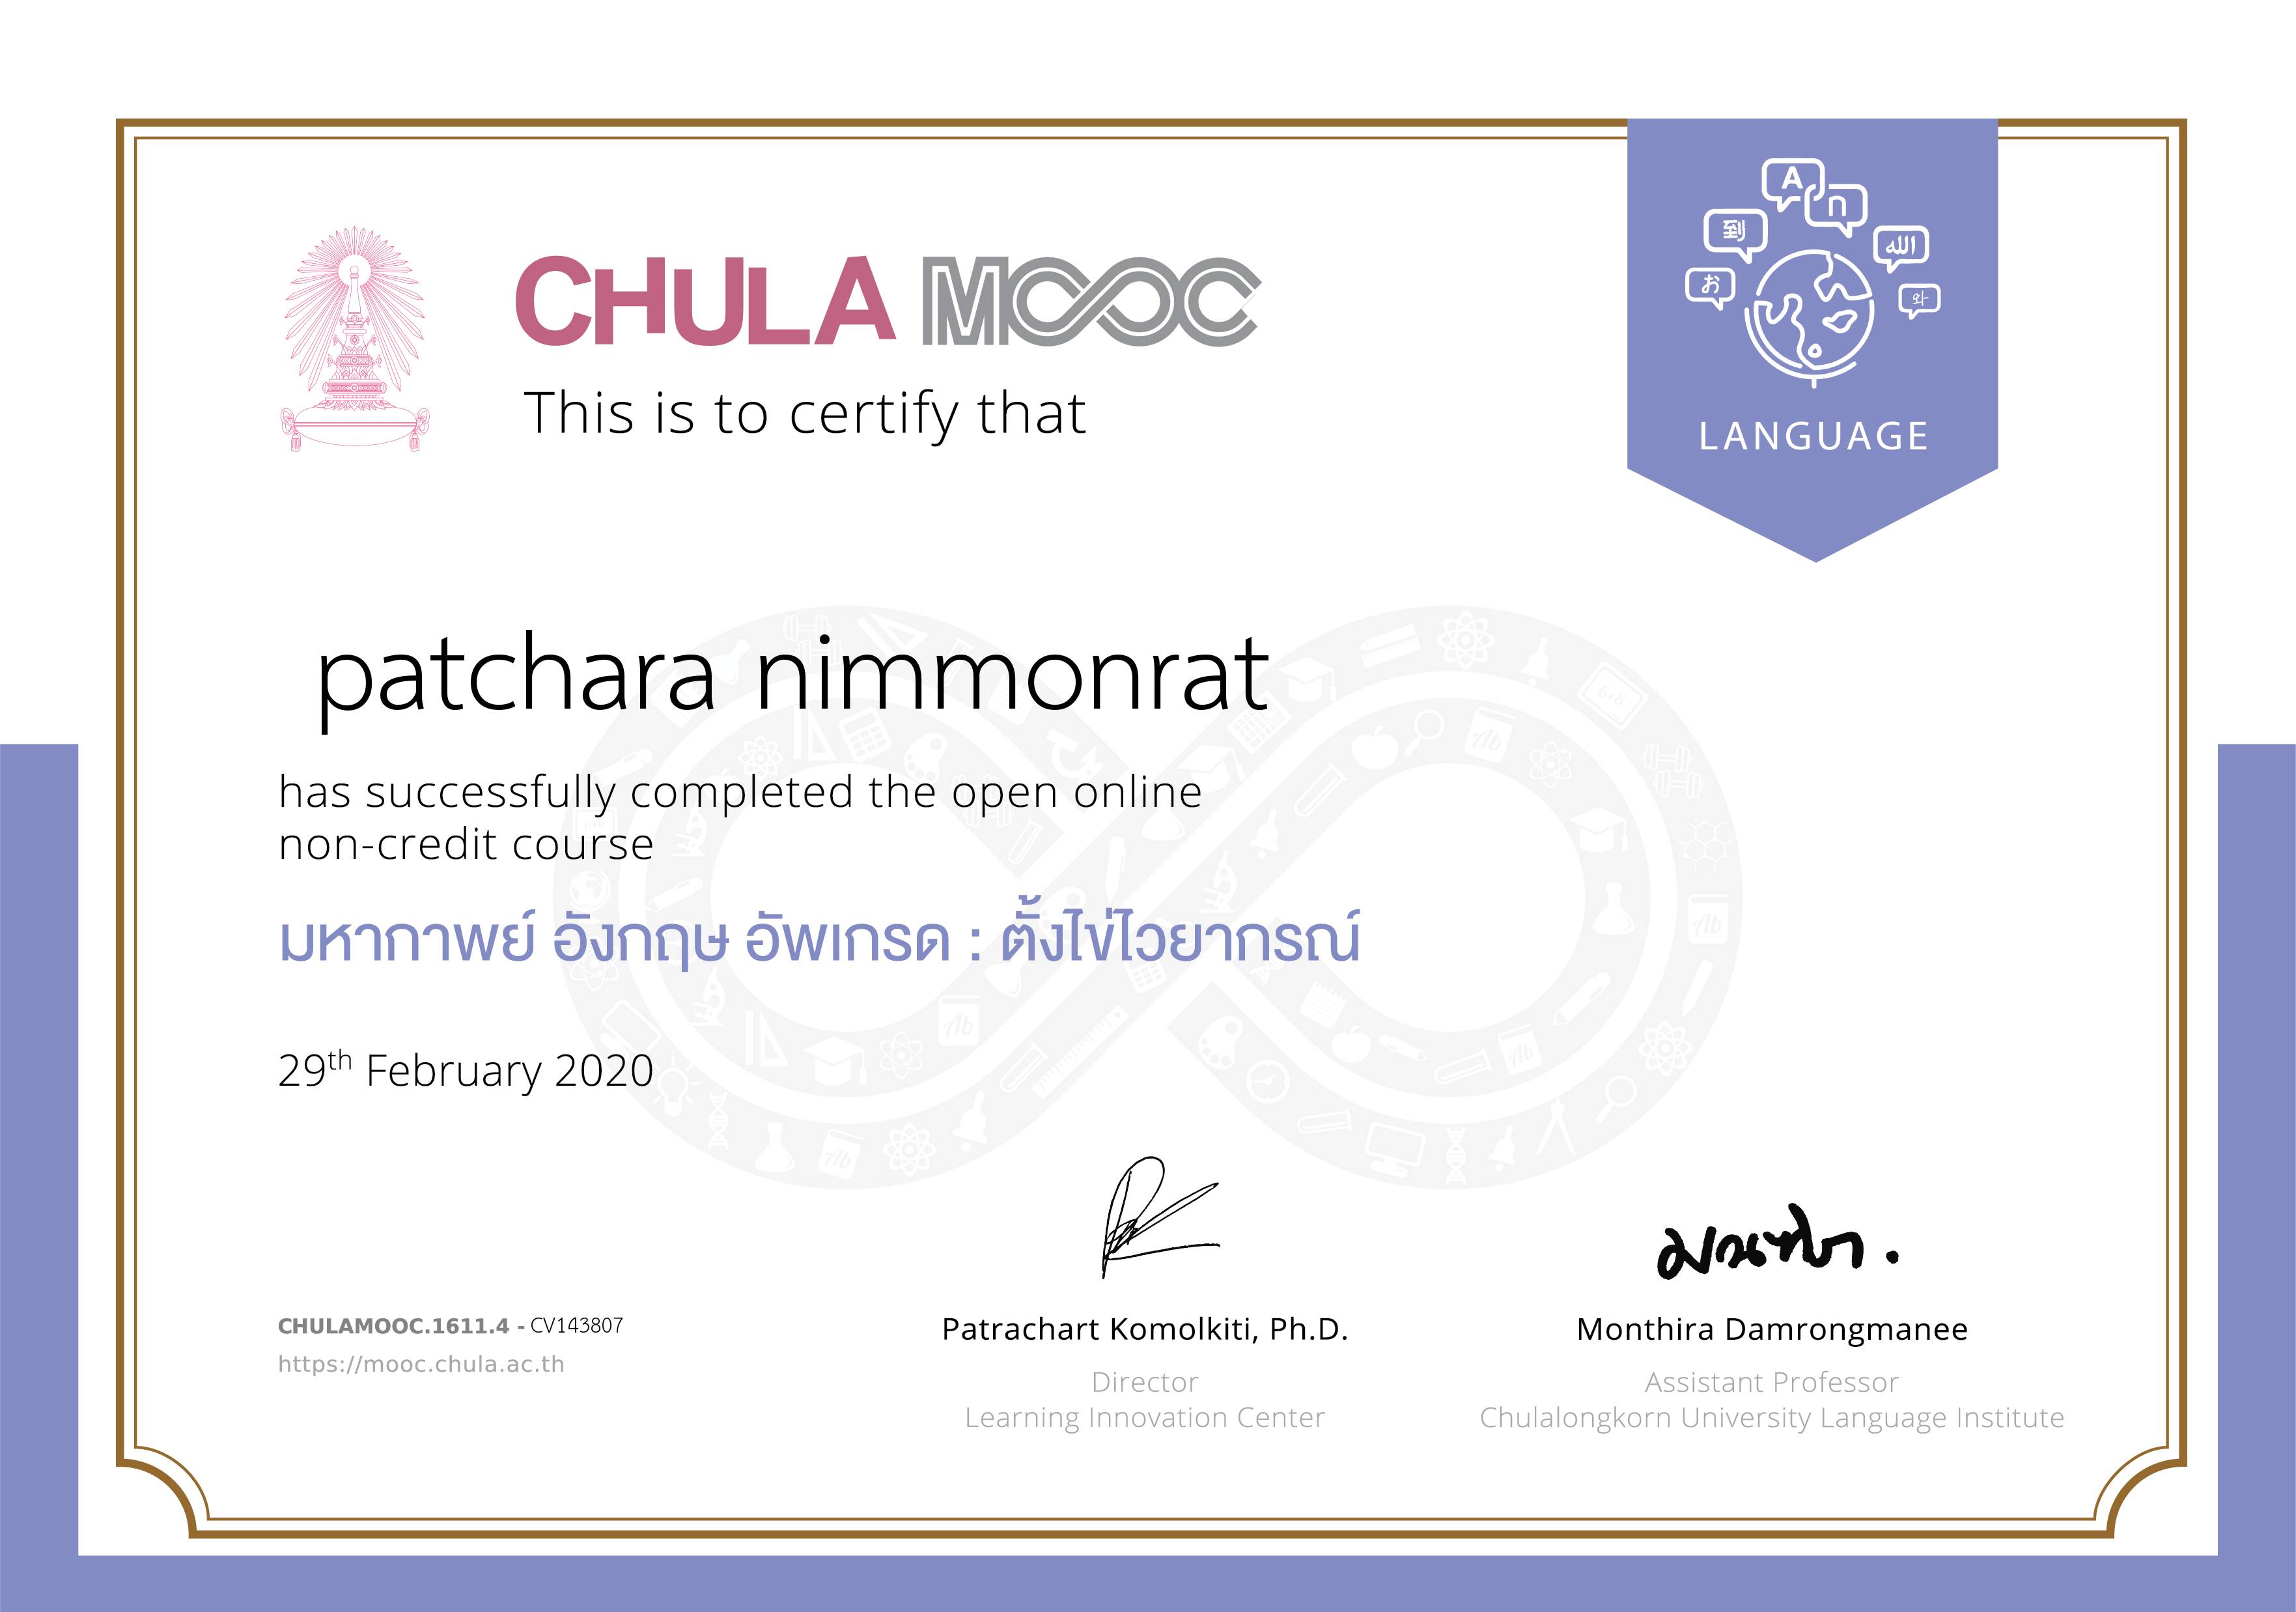 CHULA MOOC
This is to certify that
A
ก
到
الله
お
와
LANGUAGE
patchara nimmonrat
has successfully completed the open online
non-credit course
มหากาพย์ อังกฤษ อัพเกรด : ตั้งไข่ไวยากรณ์
29th February 2020
มณฑิรา.
CHULAMOOC.1611.4 - CV143807
https://mooc.chula.ac.th
Patrachart Komolkiti, Ph.D.
Director
Learning Innovation Center
Monthira Damrongmanee
Assistant Professor
Chulalongkorn University Language Institute